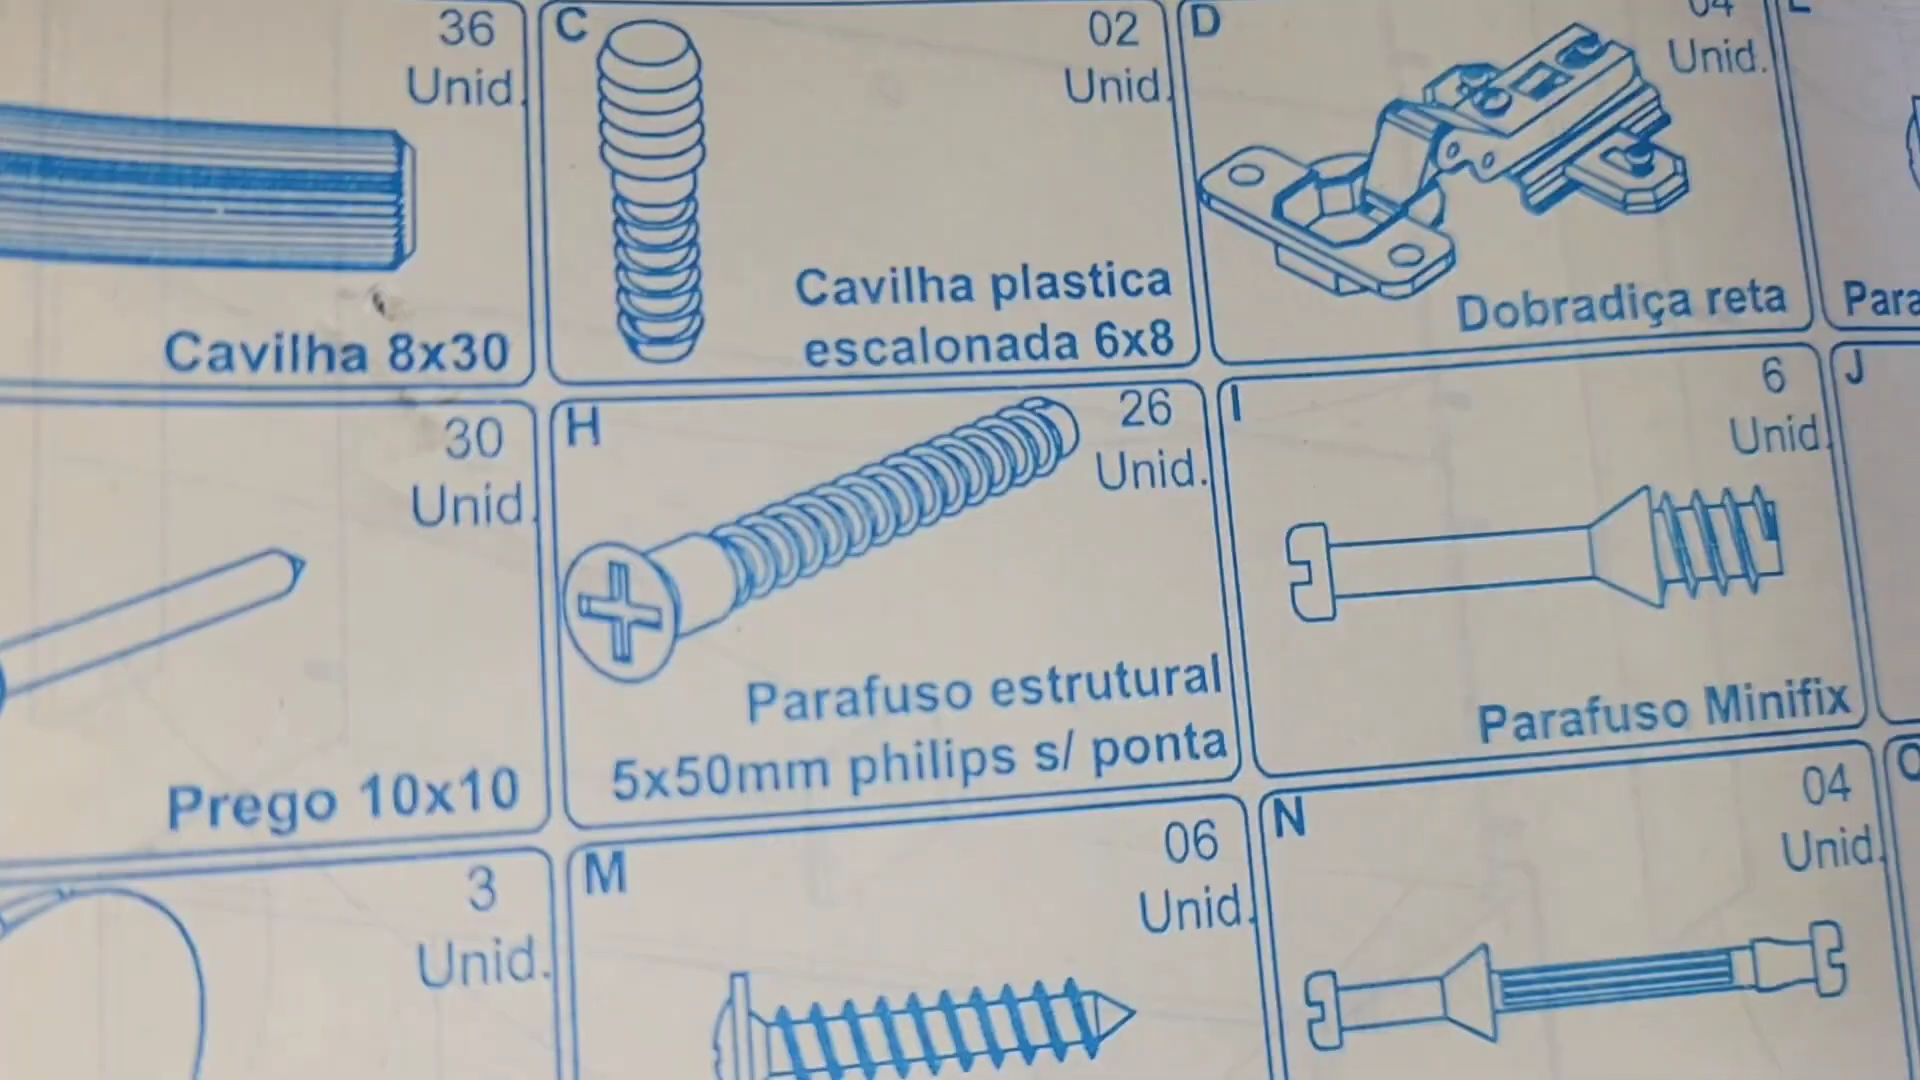 36
Unid.
Cavilha 8x30
C
02
Unid.
Cavilha plastica
escalonada 6x8
D
04
Unid.
Dobradiça reta
30
Unid.
Prego 10x10
H
26
Unid.
Parafuso estrutural
5x50mm philips s/ ponta
I
6
Unid.
Parafuso Minifix
J
3
Unid.
M
06
Unid.
N
04
Unid.